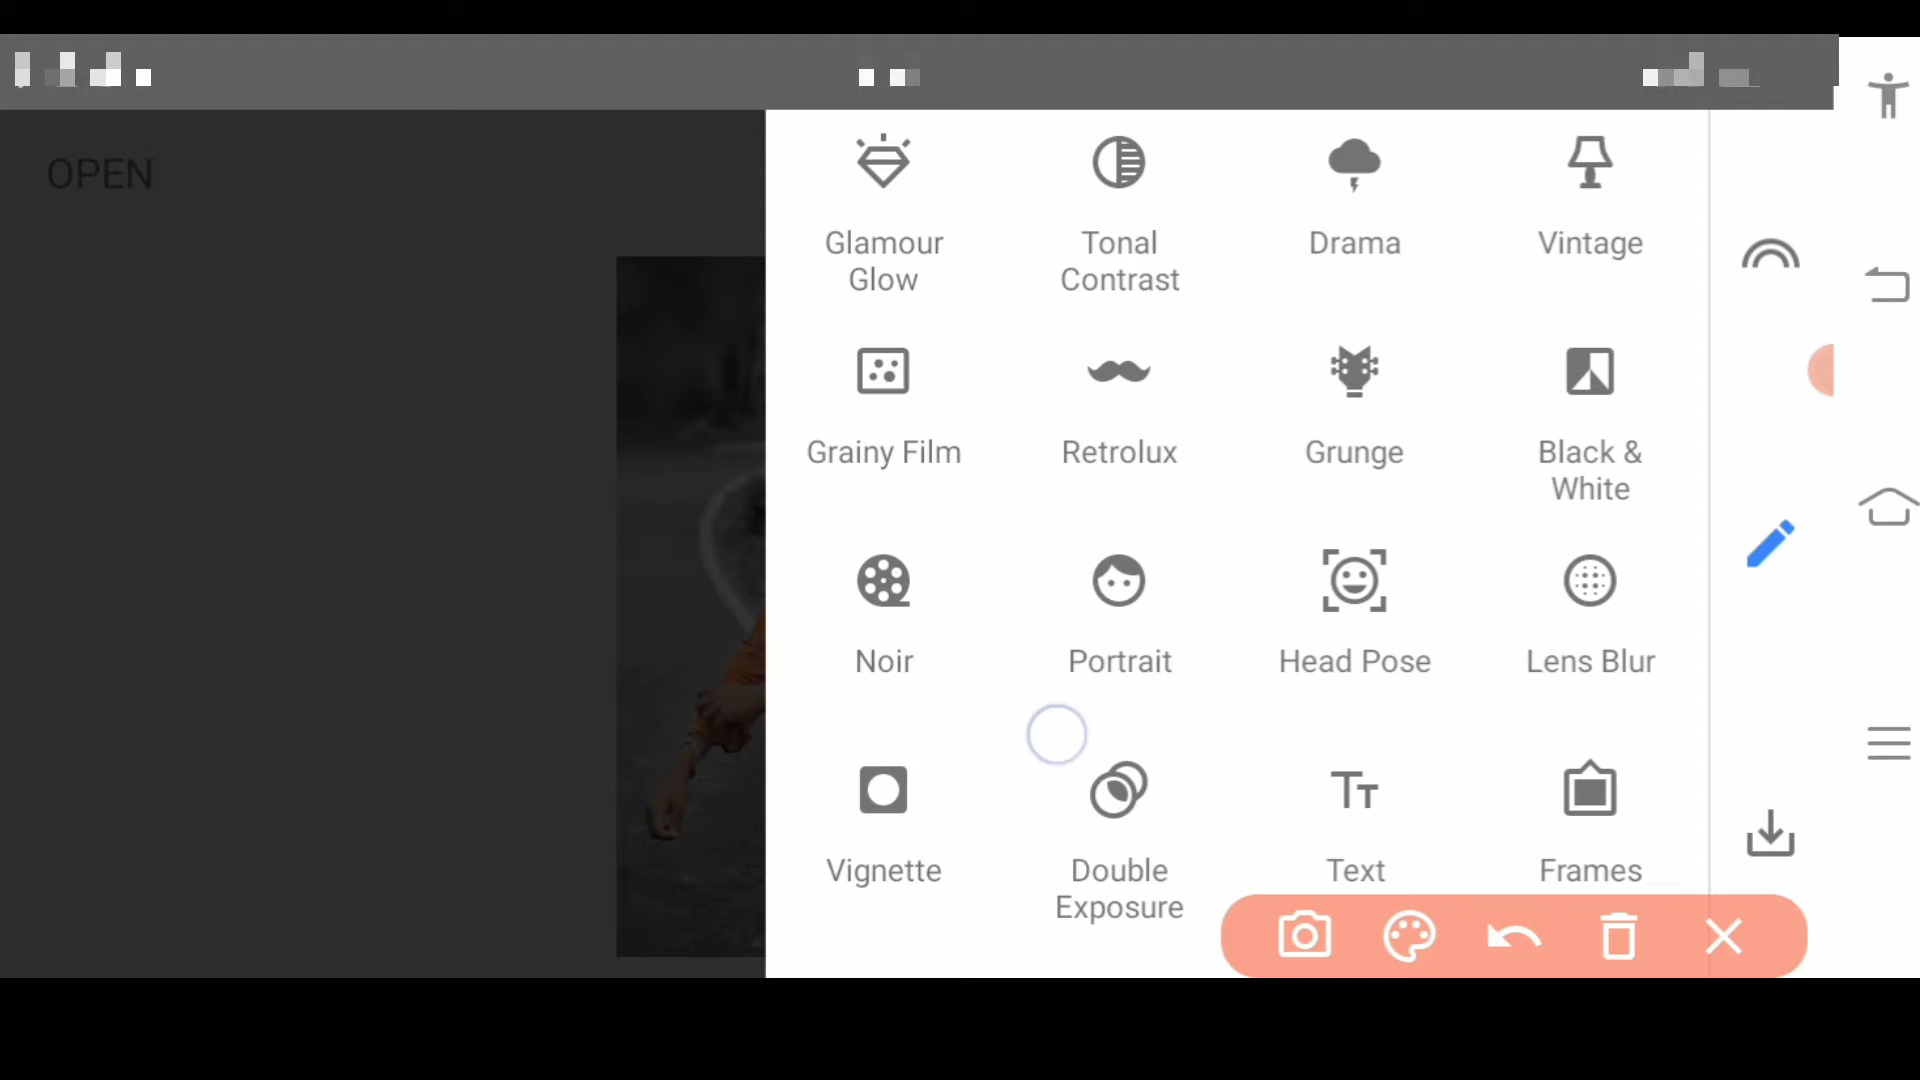 OPEN
Glamour
Glow
Tonal
Contrast
Drama
Vintage
Grainy Film
Retrolux
Grunge
Black &
White
Noir
Portrait
Head Pose
Lens Blur
Vignette
Double
Exposure
Text
Frames